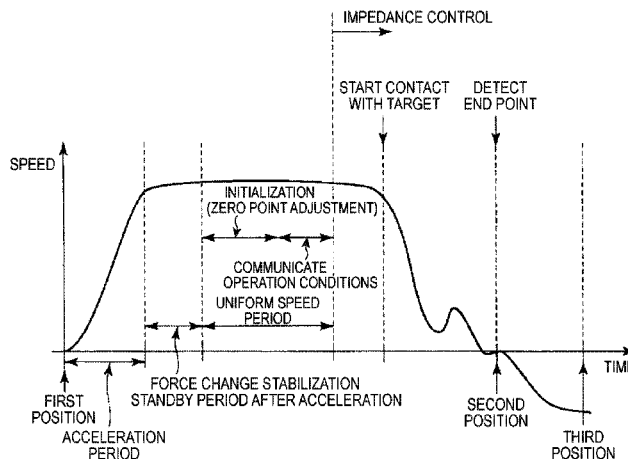 IMPEDANCE CONTROL
START CONTACT
WITH TARGET
DETECT
END POINT
SPEED
INITIALIZATION
(ZERO POINT ADJUSTMENT)
COMMUNICATE
OPERATION CONDITIONS
UNIFORM SPEED
PERIOD
TIME
FIRST
POSITION
FORCE CHANGE STABILIZATION
STANDBY PERIOD AFTER ACCELERATION
ACCELERATION
PERIOD
SECOND
POSITION
THIRD
POSITION